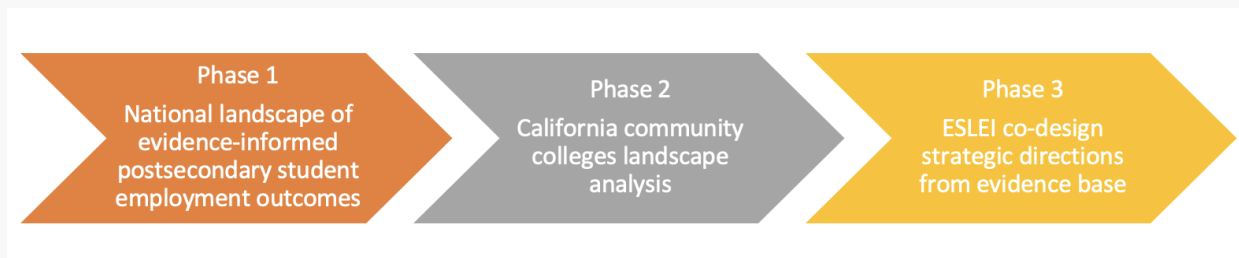 Phase 1
National landscape of
evidence-informed
postsecondary student
employment outcomes
Phase 2
California community
colleges landscape
analysis
Phase 3
ESLEI co-design
strategic directions
from evidence base